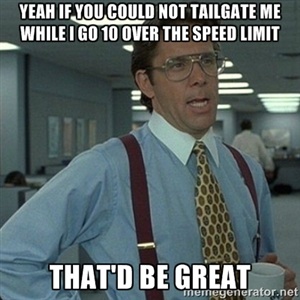 YEAH IF YOU COULD NOT TAILGATE ME
WHILE I GO 10 OVER THE SPEED LIMIT
THAT'D BE GREAT
memegenerator.net